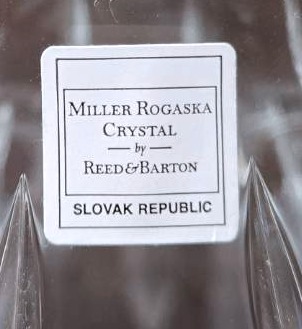 MILLER ROGASKA
CRYSTAL
— by —
REED & BARTON
SLOVAK REPUBLIC